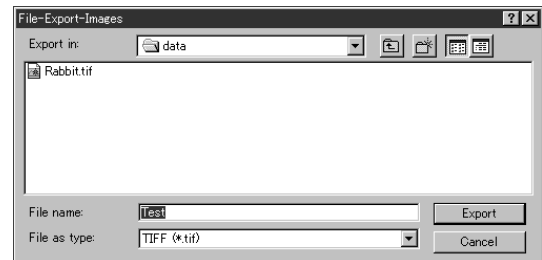 File-Export-Images
Export in: data
Rabbit.tif
File name: Test Export
File as type: TIFF (*.tif) Cancel